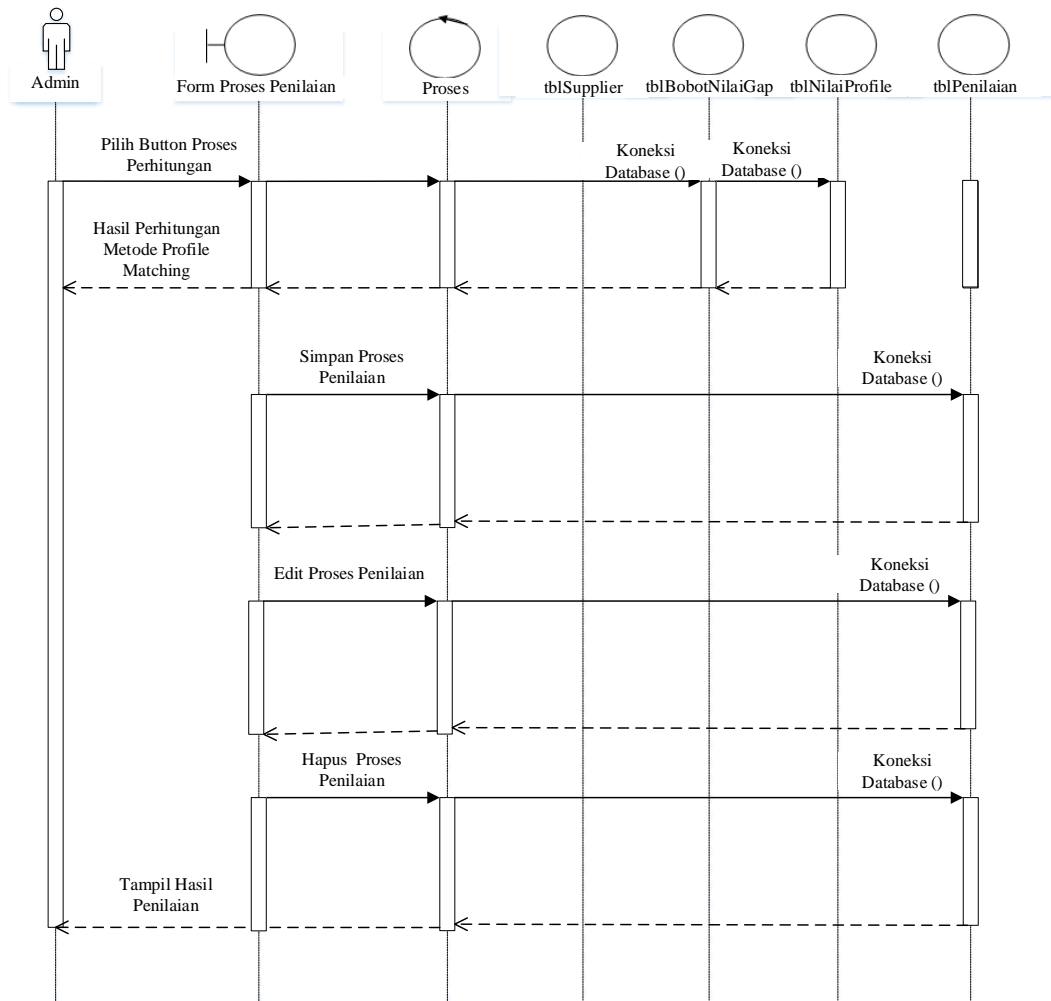 Admin
Form Proses Penilaian
Proses
tblSupplier
tblBobotNilaiGap
tblNilaiProfile
tblPenilaian
Pilih Button Proses
Perhitungan
Koneksi
Database ()
Koneksi
Database ()
Hasil Perhitungan
Metode Profile
Matching
Simpan Proses
Penilaian
Koneksi
Database ()
Edit Proses Penilaian
Koneksi
Database ()
Hapus Proses
Penilaian
Koneksi
Database ()
Tampil Hasil
Penilaian